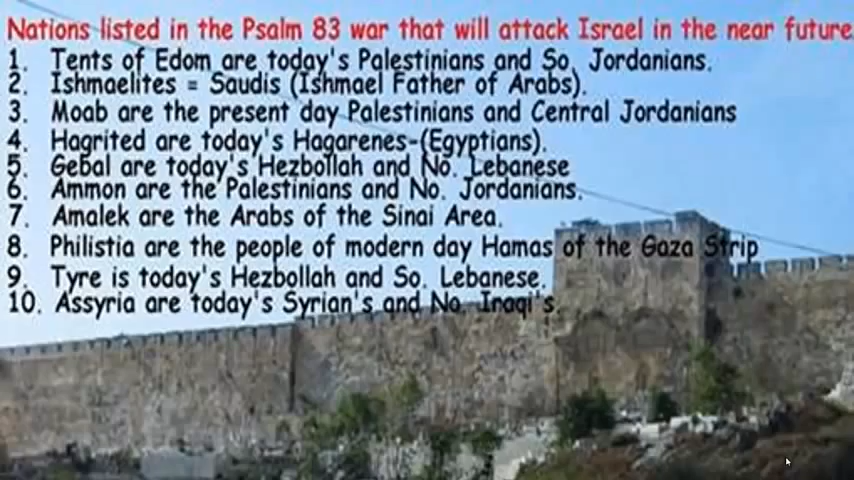 Nations listed in the Psalm 83 war that will attack Israel in the near future
1. Tents of Edom are today's Palestinians and So. Jordanians.
2. Ishmaelites = Saudis (Ishmael Father of Arabs).
3. Moab are the present day Palestinians and Central Jordanians
4. Hagrited are today's Hagarenes-(Egyptians).
5. Gebal are today's Hezbollah and No. Lebanese
6. Ammon are the Palestinians and No. Jordanians.
7. Amalek are the Arabs of the Sinai Area.
8. Philistia are the people of modern day Hamas of the Gaza Strip
9. Tyre is today's Hezbollah and So. Lebanese.
10. Assyria are today's Syrian's and No. Iraqi's.